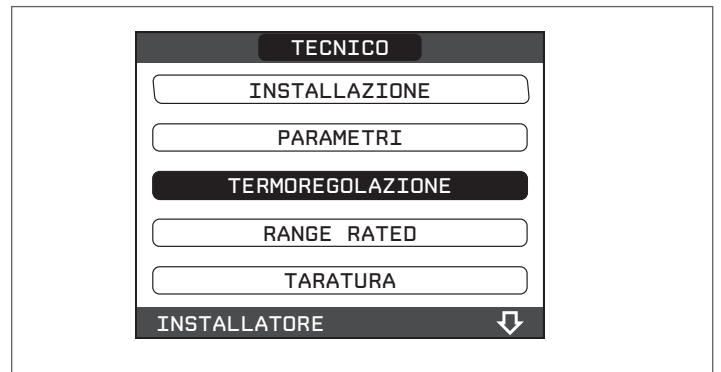 TECNICO
INSTALLAZIONE
PARAMETRI
TERMOREGOLAZIONE
RANGE RATED
TARATURA
INSTALLATORE